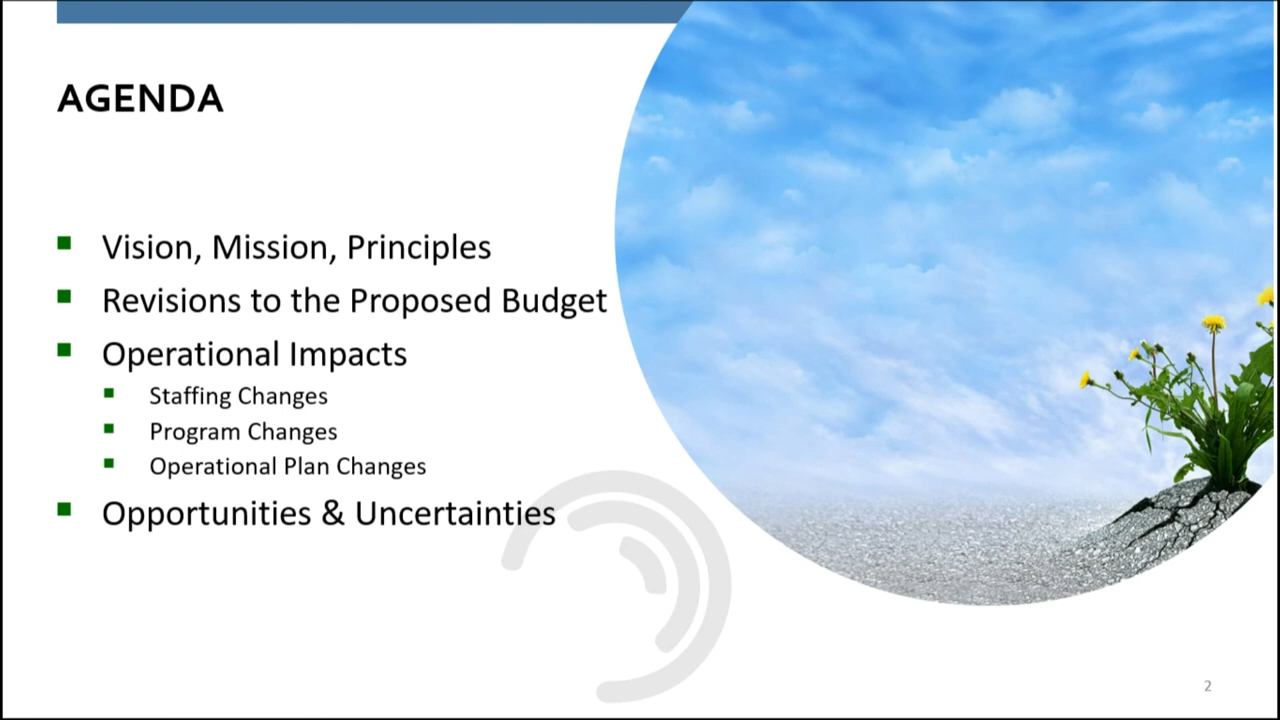 AGENDA
Vision, Mission, Principles
Revisions to the Proposed Budget
Operational Impacts
Staffing Changes
Program Changes
Operational Plan Changes
Opportunities & Uncertainties
2